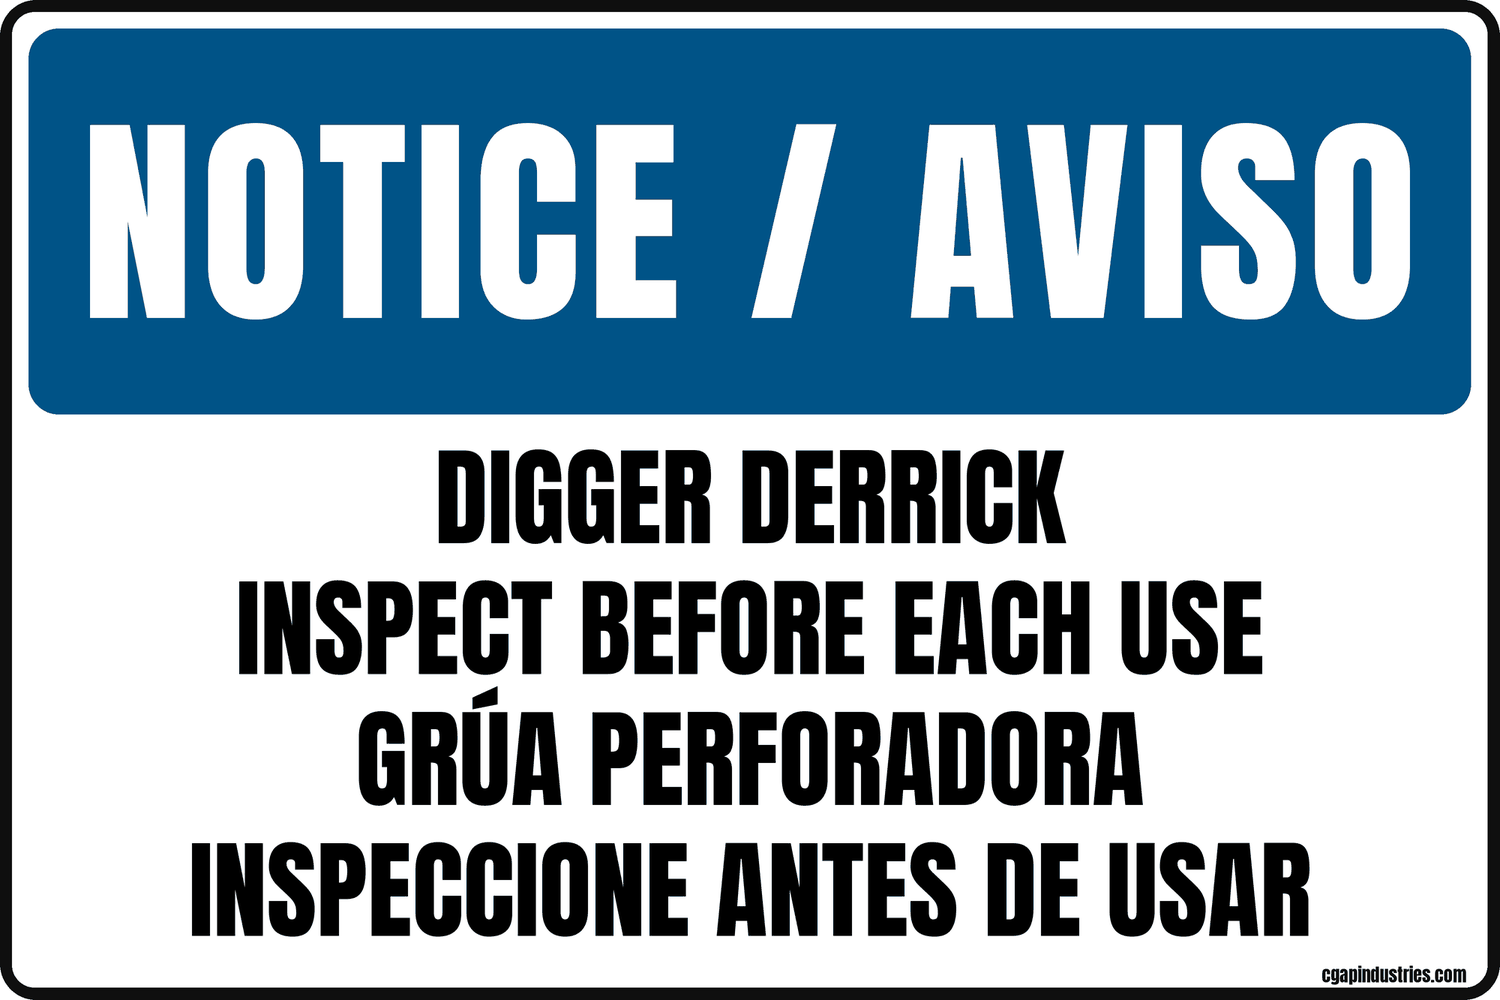 NOTICE / AVISO
DIGGER DERRICK
INSPECT BEFORE EACH USE
GRÚA PERFORADORA
INSPECCIONE ANTES DE USAR
cgapindustries.com